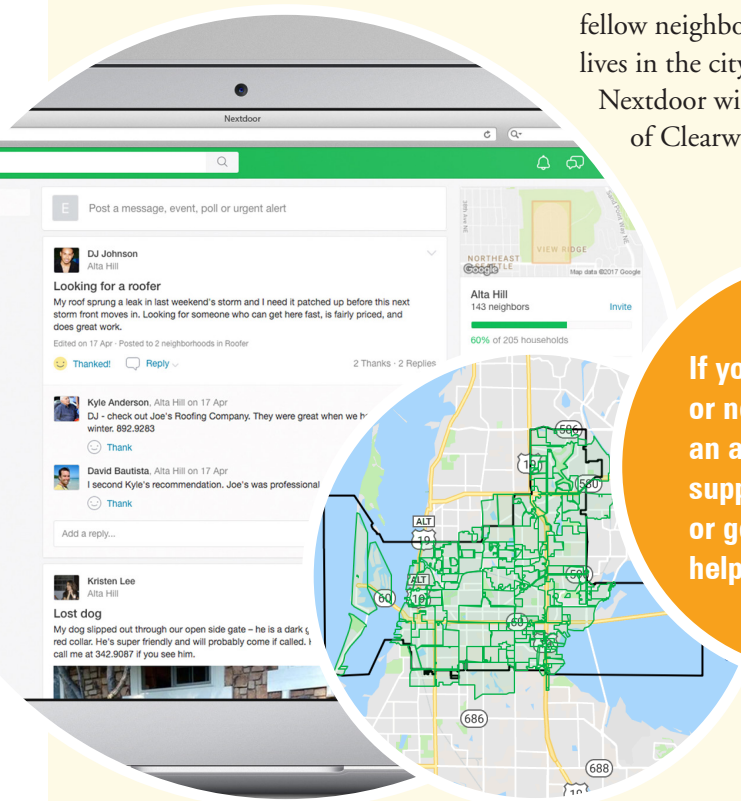 fellow neighbo
lives in the city
Nextdoor wi
of Clearw
Nextdoor
E
Post a message, event, poll or urgent alert
DJ Johnson
Alta Hill
Looking for a roofer
My roof sprung a leak in last weekend's storm and I need it patched up before this next
storm front moves in. Looking for someone who can get here fast, is fairly priced, and
does great work.
Edited on 17 Apr · Posted to 2 neighborhoods in Roofer
Thanked! Reply
2 Thanks · 2 Replies
Kyle Anderson, Alta Hill on 17 Apr
DJ - check out Joe's Roofing Company. They were great when we h
winter. 892.9283
Thank
David Bautista, Alta Hill on 17 Apr
I second Kyle's recommendation. Joe's was professional
Thank
Add a reply...
Kristen Lee
Alta Hill
Lost dog
My dog slipped out through our open side gate – he is a dark
red collar. He's super friendly and will probably come if called.
call me at 342.9087 if you see him.
Sand Point Way NE
VIEW RIDGE
NORTHEAST
SEATTLE
Google
Map data ©2017 Google
Alta Hill
143 neighbors
Invite
60% of 205 households
If yo
or ne
an a
supp
or ge
help
586
19
580
ALT
19
ALT
19
590
60
60
686
688
19